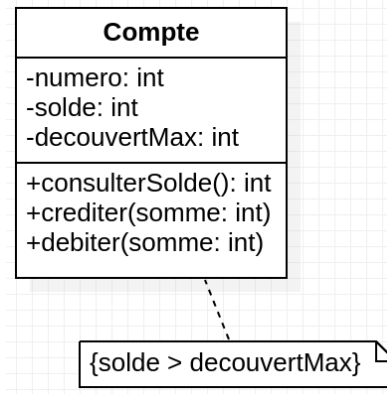 Compte
-numero: int
-solde: int
-decouvertMax: int
+consulterSolde(): int
+crediter(somme: int)
+debiter(somme: int)
{solde > decouvertMax}